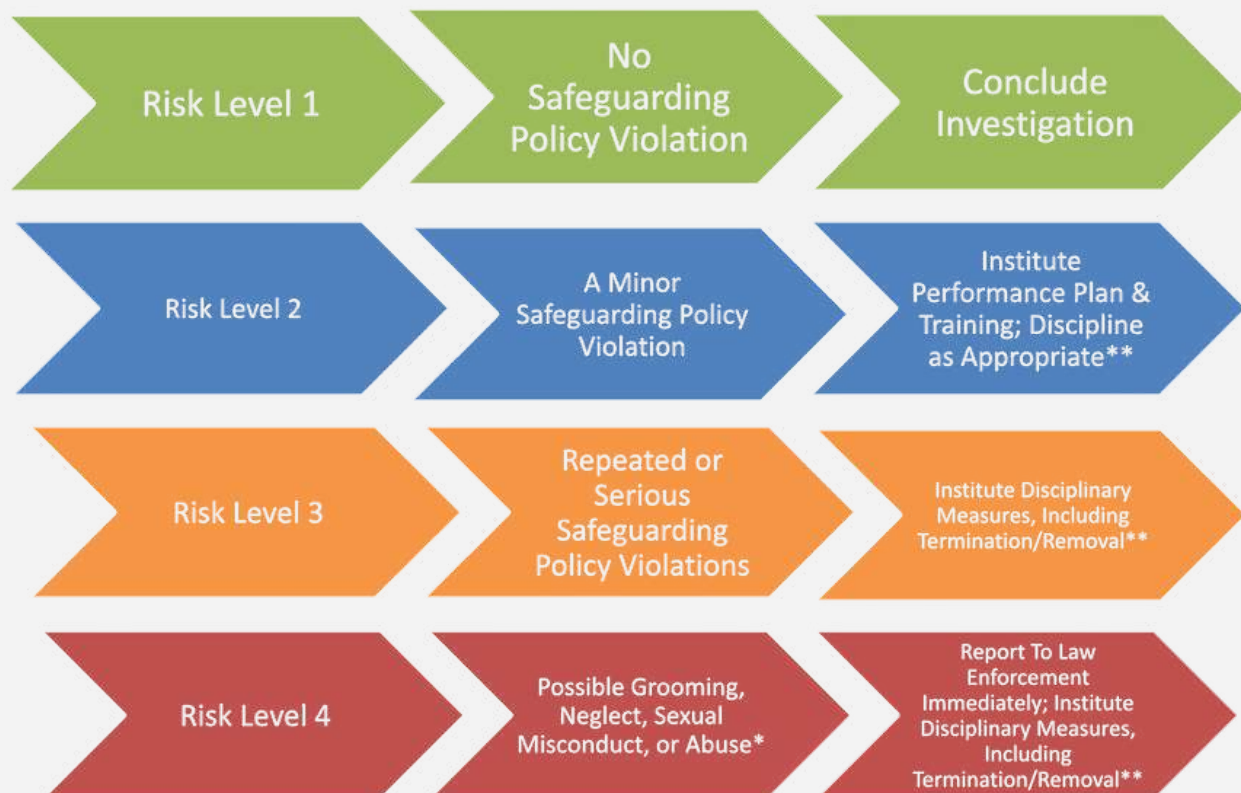 Risk Level 1
No
Safeguarding
Policy Violation
Conclude
Investigation
Risk Level 2
A Minor
Safeguarding Policy
Violation
Institute
Performance Plan &
Training; Discipline
as Appropriate**
Risk Level 3
Repeated or
Serious
Safeguarding
Policy Violations
Institute Disciplinary
Measures, Including
Termination/Removal**
Risk Level 4
Possible Grooming,
Neglect, Sexual
Misconduct, or Abuse*
Report To Law
Enforcement
Immediately; Institute
Disciplinary Measures,
Including
Termination/Removal**